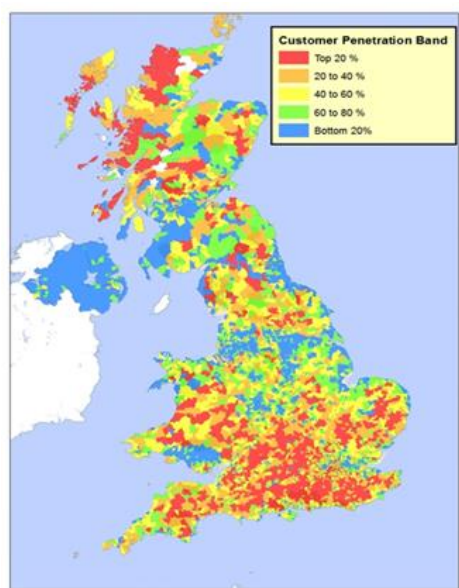 Customer Penetration Band
Top 20 %
20 to 40 %
40 to 60 %
60 to 80 %
Bottom 20%